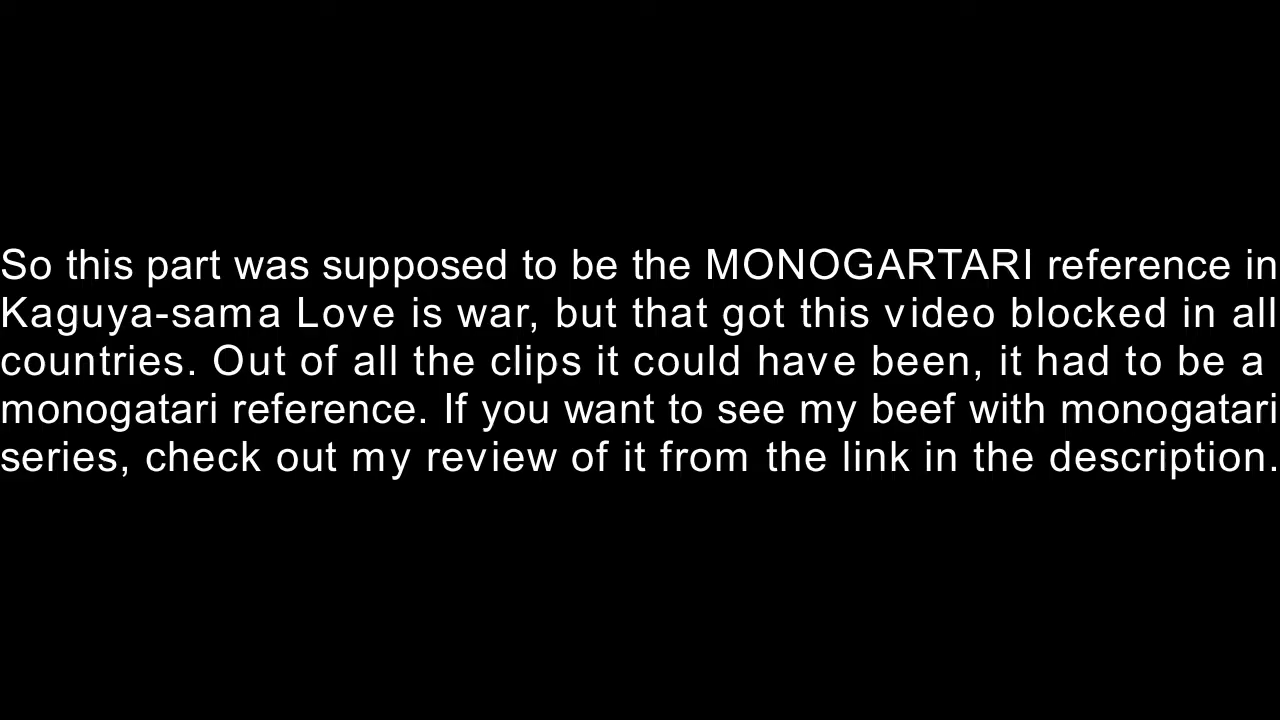 So this part was supposed to be the MONOGARTARI reference in
Kaguya-sama Love is war, but that got this video blocked in all
countries. Out of all the clips it could have been, it had to be a
monogatari reference. If you want to see my beef with monogatari
series, check out my review of it from the link in the description.